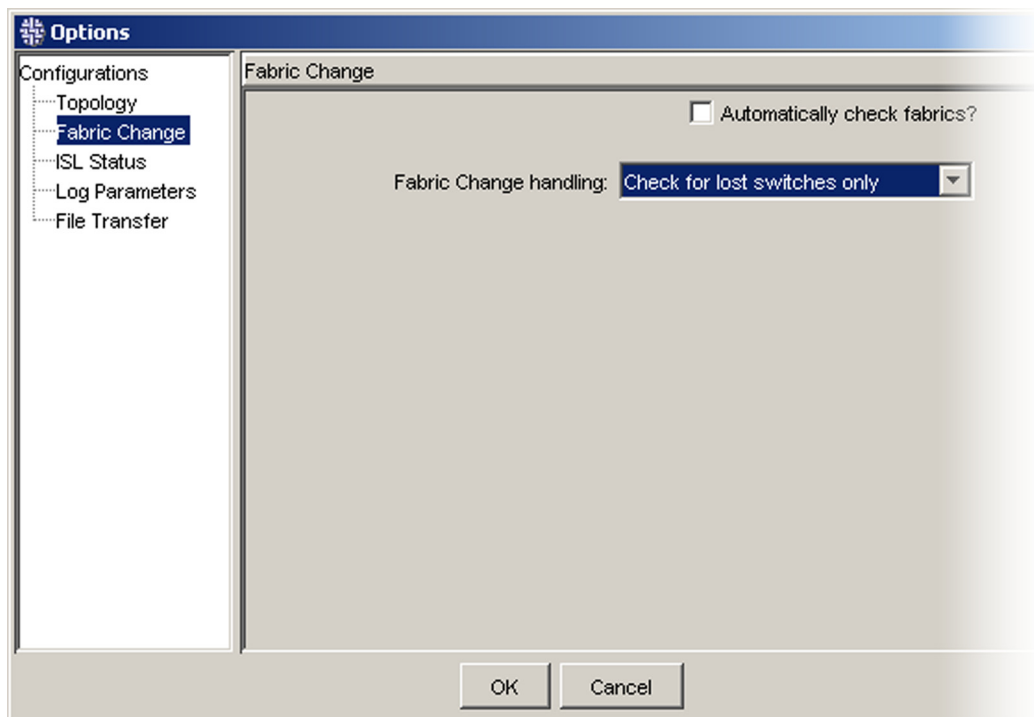 Options
Configurations
Topology
Fabric Change
ISL Status
Log Parameters
File Transfer
Fabric Change
Automatically check fabrics?
Fabric Change handling: Check for lost switches only
OK Cancel